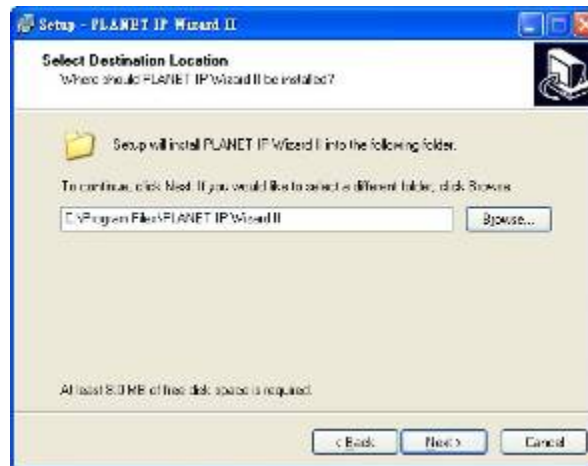 Setup - PLANET IP Wizard II
Select Destination Location
Where should PLANET IP Wizard II be installed?
Setup will install PLANET IP Wizard II into the following folder.
To continue, click Next. If you would like to select a different folder, click Browse.
C:\Program Files\PLANET IP Wizard II
Browse...
At least 8.0 MB of free disk space is required.
< Back
Next >
Cancel